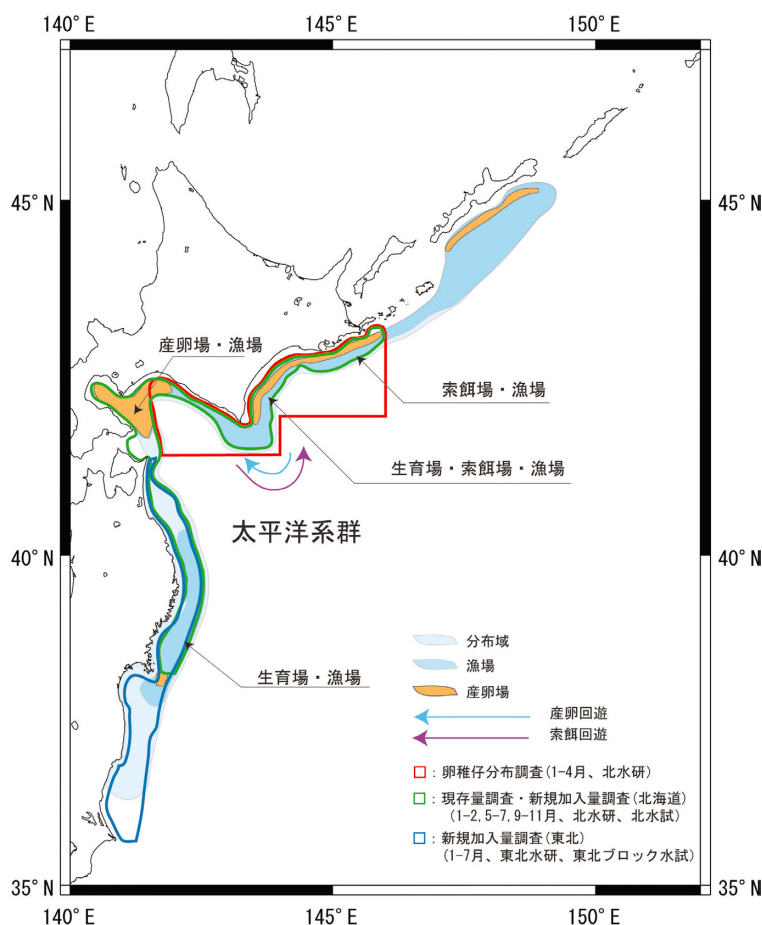 140°E
145°E
150°E
45°N
45°N
産卵場・漁場
索餌場・漁場
生育場・索餌場・漁場
太平洋系群
40°N
40°N
分布域
漁場
生育場・漁場
産卵場
産卵回遊
索餌回遊
：卵稚仔分布調査(1-4月、北水研)
：現存量調査・新規加入量調査(北海道)
(1-2,5-7,9-11月、北水研、北水試)
：新規加入量調査(東北)
(1-7月、東北水研、東北ブロック水試)
35°N
35°N
140°E
145°E
150°E